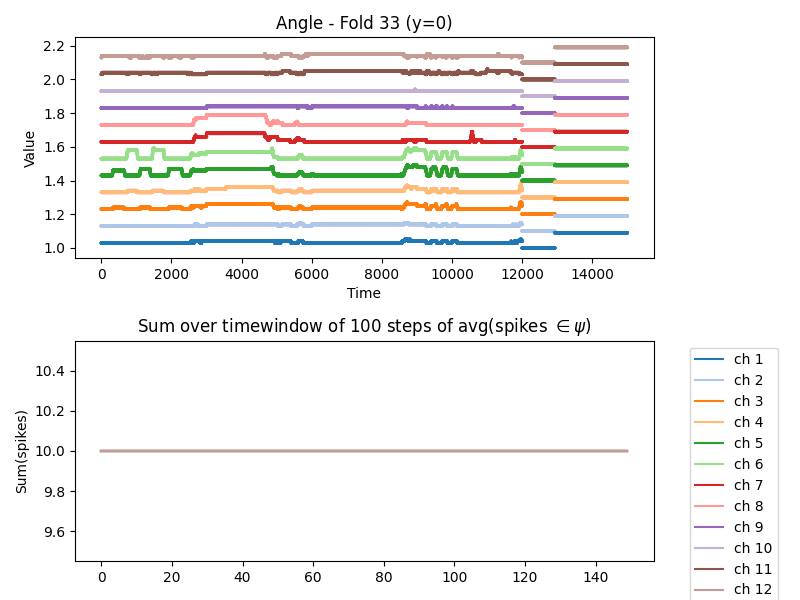 Angle - Fold 33 (y=0)
2.2
2.0
1.8
1.6
1.4
1.2
1.0
Value
0 2000 4000 6000 8000 10000 12000 14000
Time
Sum over timewindow of 100 steps of avg(spikes ∈ ψ)
10.4
10.2
10.0
9.8
9.6
Sum(spikes)
0 20 40 60 80 100 120 140
ch 1
ch 2
ch 3
ch 4
ch 5
ch 6
ch 7
ch 8
ch 9
ch 10
ch 11
ch 12